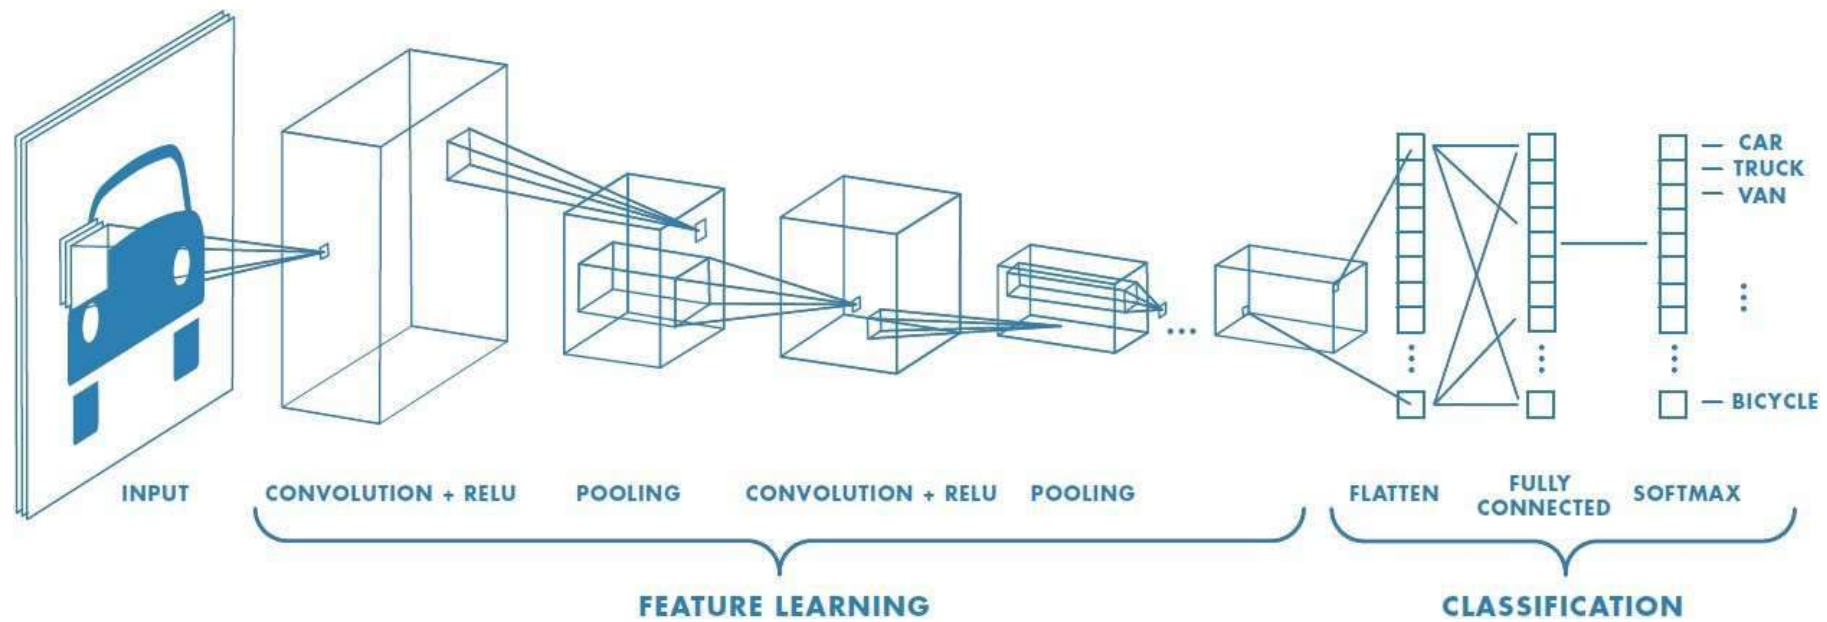 CAR
TRUCK
VAN
BICYCLE
INPUT
CONVOLUTION + RELU
POOLING
CONVOLUTION + RELU
POOLING
FLATTEN
FULLY
CONNECTED
SOFTMAX
FEATURE LEARNING
CLASSIFICATION